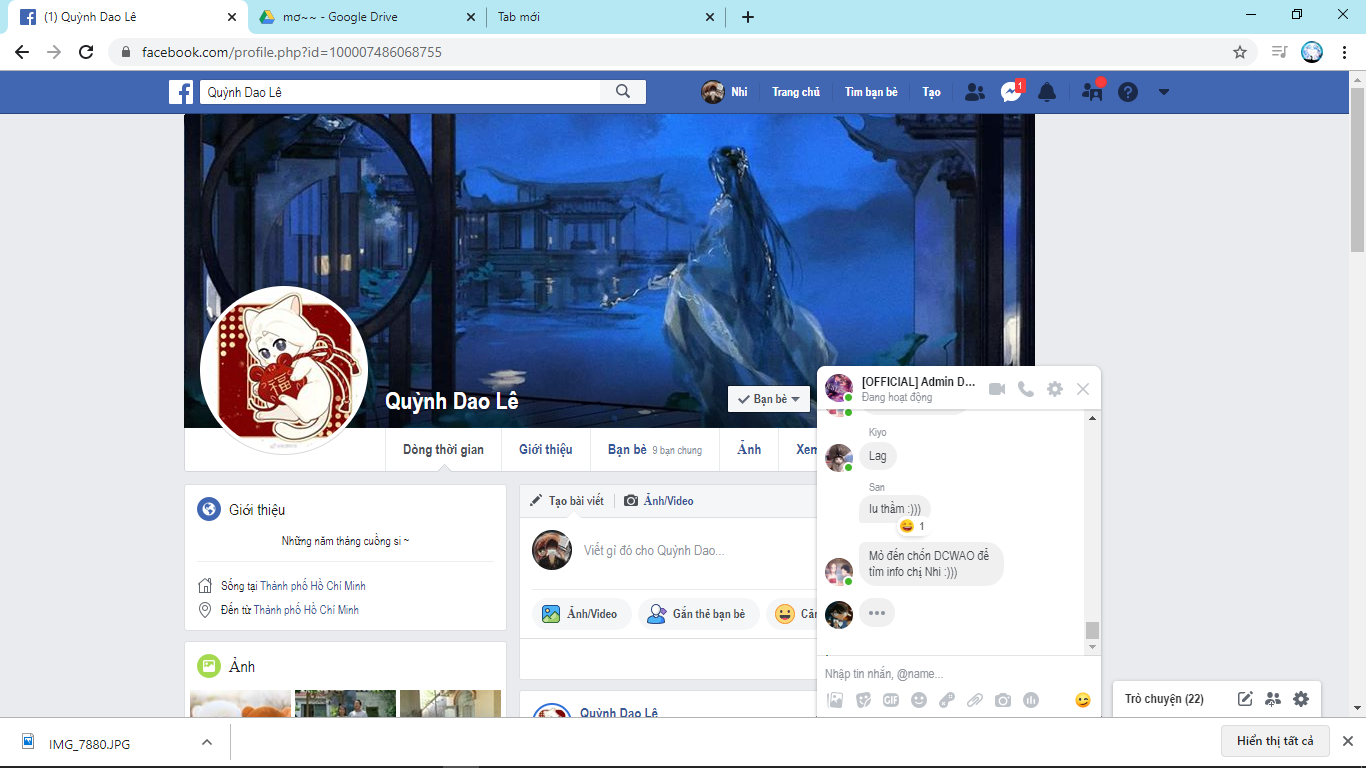 (1) Quỳnh Dao Lê
mơ~~ - Google Drive
Tab mới
facebook.com/profile.php?id=100007486068755
Quỳnh Dao Lê
Nhi
Trang chủ
Tìm bạn bè
Tạo
1
福
Quỳnh Dao Lê
Bạn bè
Dòng thời gian
Giới thiệu
Bạn bè 9 bạn chung
Ảnh
Xem
Giới thiệu
Những năm tháng cuồng si ~
Sống tại Thành phố Hồ Chí Minh
Đến từ Thành phố Hồ Chí Minh
Ảnh
Tạo bài viết
Ảnh/Video
Viết gì đó cho Quỳnh Dao...
Ảnh/Video
Gắn thẻ bạn bè
Cảm
Quỳnh Dao Lê
[OFFICIAL] Admin D...
Đang hoạt động
Kiyo
Lag
San
Iu thầm :)))
1
Mò đến chốn DCWAO để
tìm info chị Nhi :)))
Nhập tin nhắn, @name...
GIF
Trò chuyện (22)
IMG_7880.JPG
Hiển thị tất cả